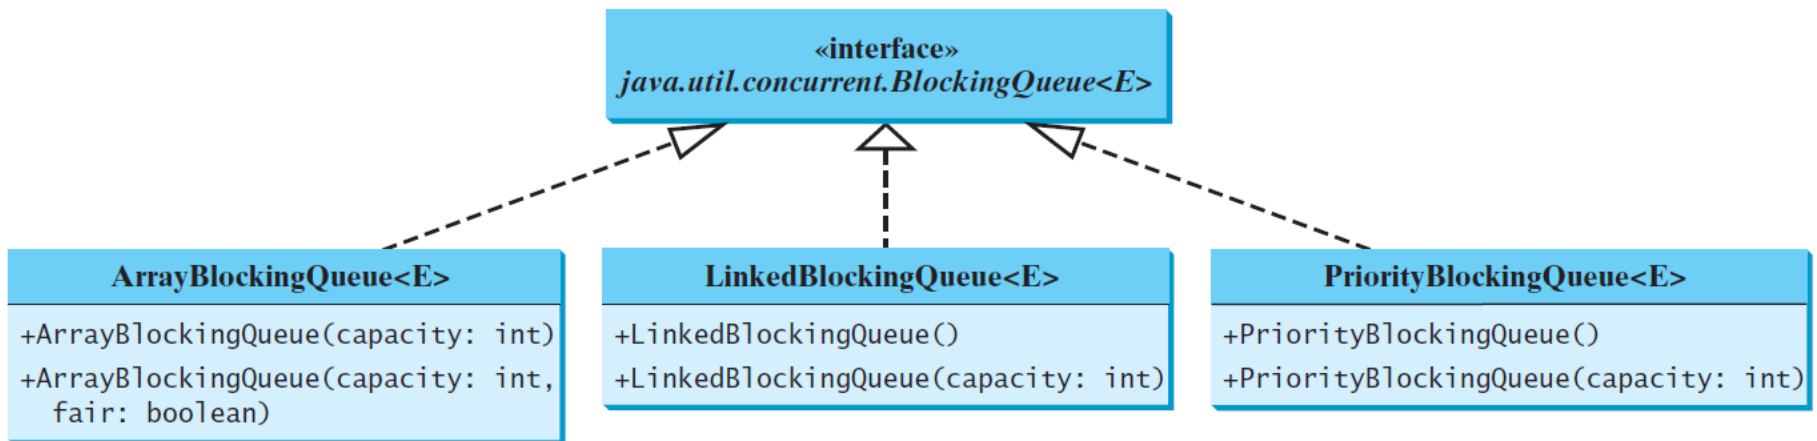 «interface»
java.util.concurrent.BlockingQueue<E>
ArrayBlockingQueue<E>
+ArrayBlockingQueue(capacity: int)
+ArrayBlockingQueue(capacity: int,
fair: boolean)
LinkedBlockingQueue<E>
+LinkedBlockingQueue()
+LinkedBlockingQueue(capacity: int)
PriorityBlockingQueue<E>
+PriorityBlockingQueue()
+PriorityBlockingQueue(capacity: int)